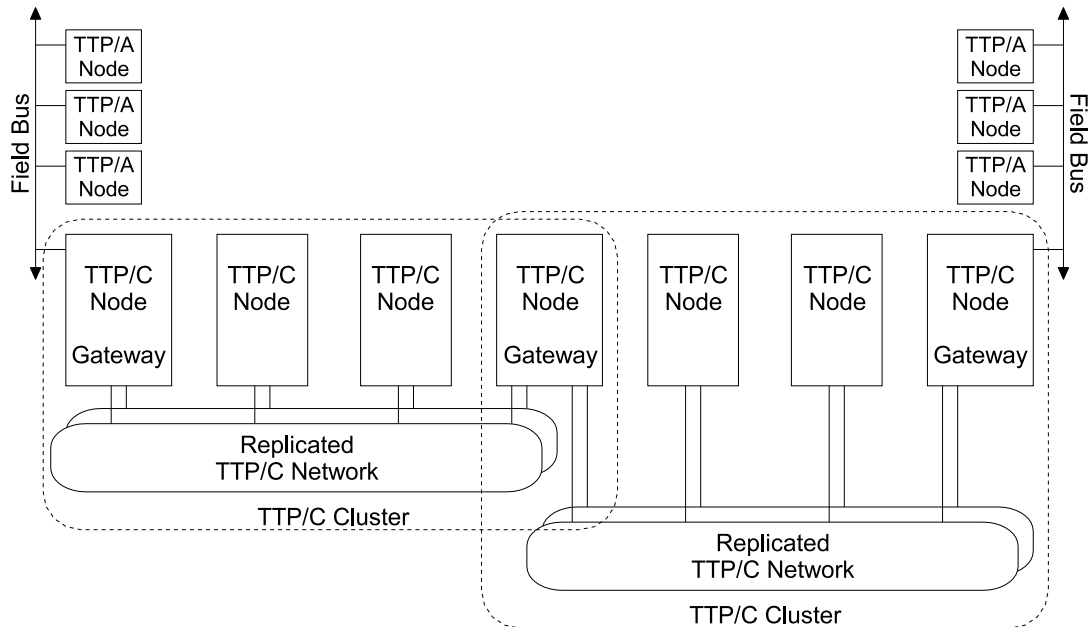 Field Bus
TTP/A
Node
TTP/A
Node
TTP/A
Node
TTP/A
Node
TTP/A
Node
TTP/A
Node
Field Bus
TTP/C
Node
Gateway
TTP/C
Node
TTP/C
Node
TTP/C
Node
Gateway
TTP/C
Node
TTP/C
Node
TTP/C
Node
Gateway
Replicated
TTP/C Network
TTP/C Cluster
Replicated
TTP/C Network
TTP/C Cluster